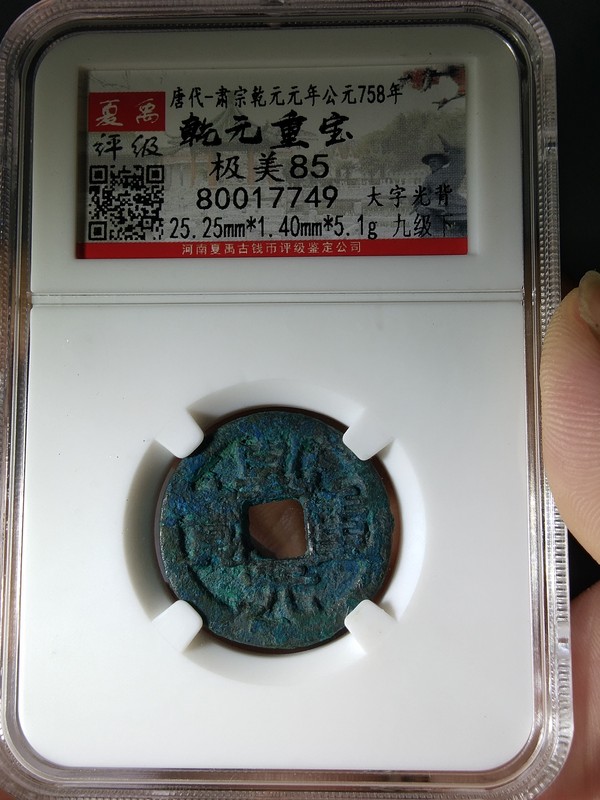 夏禹
评级
唐代-肃宗乾元元年公元758年
乾元重宝
极美85
80017749 大字光背
25.25mm*1.40mm*5.1g 九级下
河南夏禹古钱币评级鉴定公司